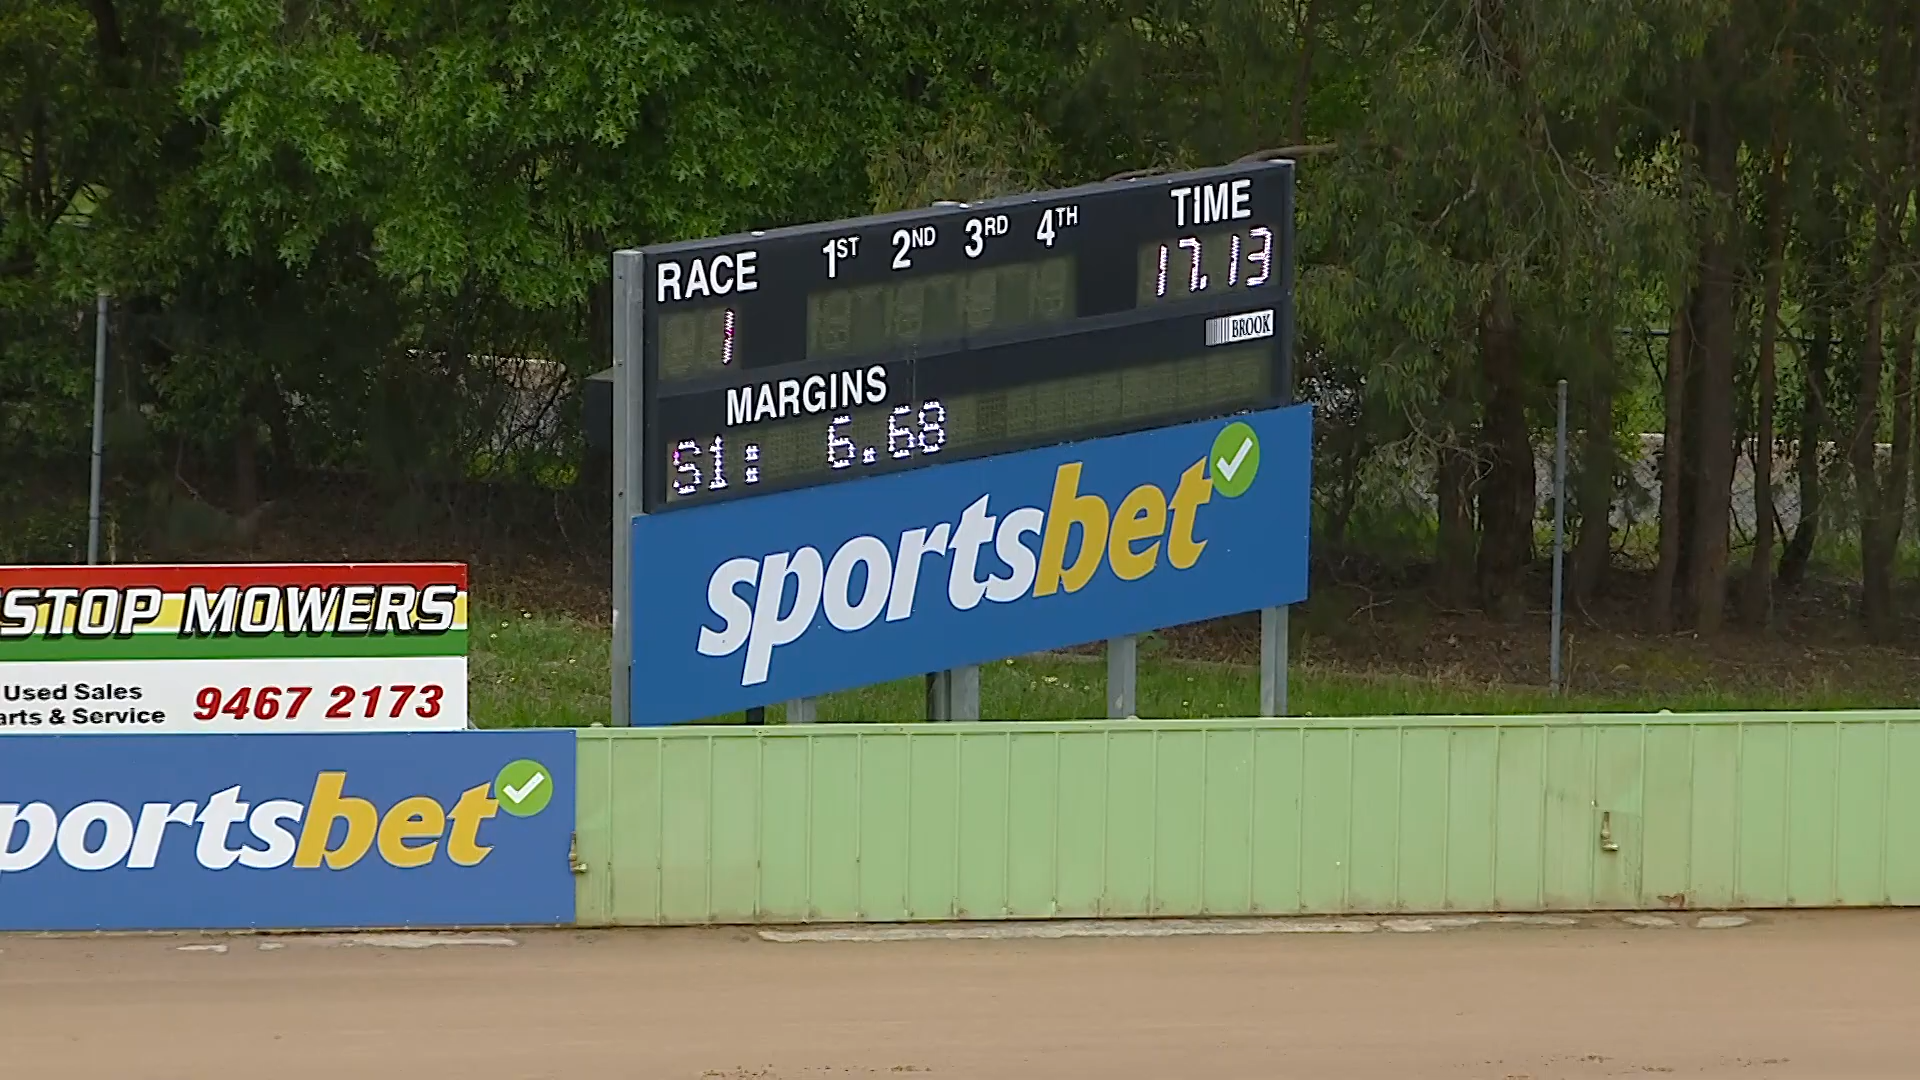 RACE 1ST 2ND 3RD 4TH TIME
1 17.13
BROOK
MARGINS
S1: 6.68
sportsbet
STOP MOWERS
Used Sales
arts & Service
9467 2173
portsbet